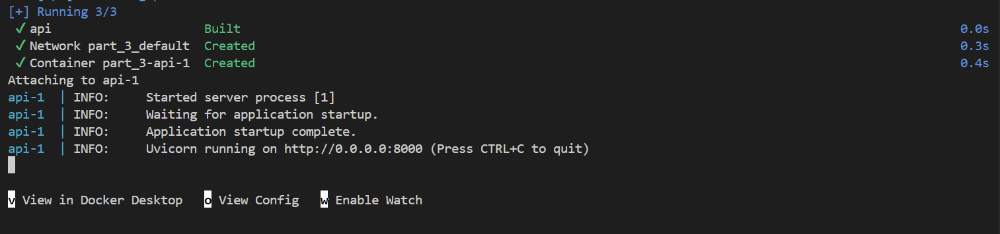 [+] Running 3/3
✓ api Built 0.0s
✓ Network part_3_default Created 0.3s
✓ Container part_3-api-1 Created 0.4s
Attaching to api-1
api-1 | INFO: Started server process [1]
api-1 | INFO: Waiting for application startup.
api-1 | INFO: Application startup complete.
api-1 | INFO: Uvicorn running on http://0.0.0.0:8000 (Press CTRL+C to quit)
v View in Docker Desktop o View Config w Enable Watch